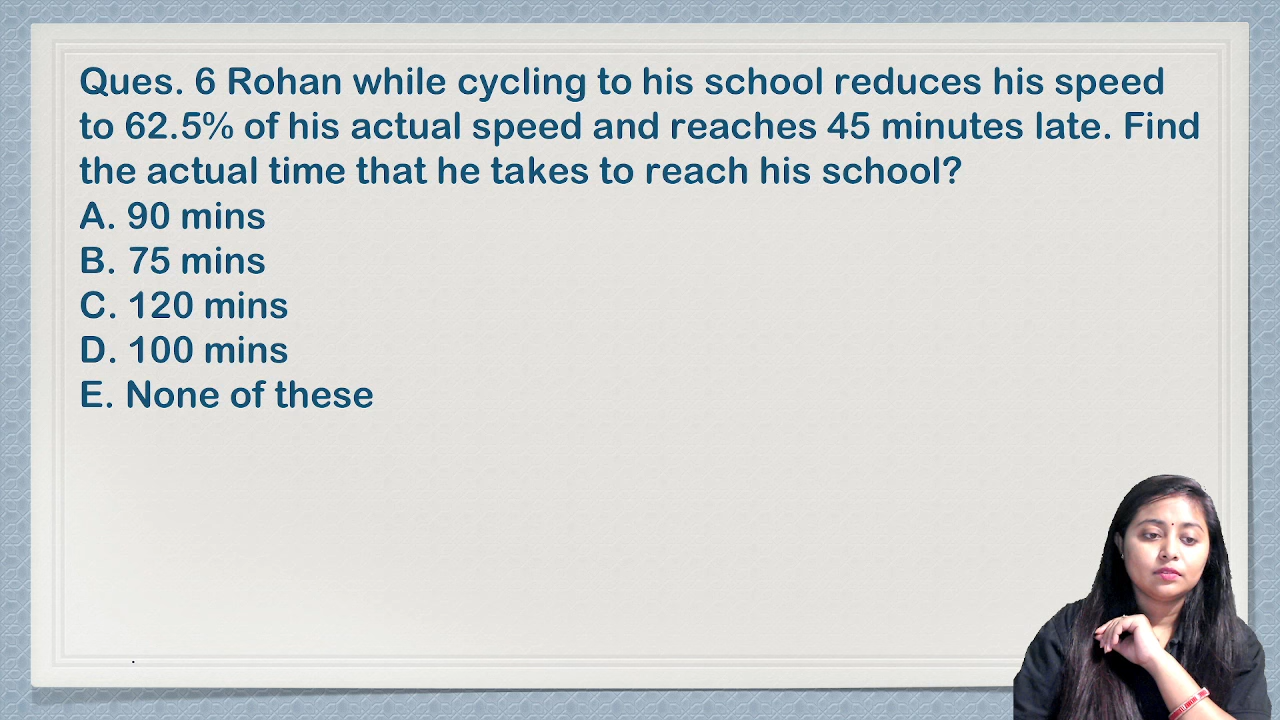 Ques. 6 Rohan while cycling to his school reduces his speed
to 62.5% of his actual speed and reaches 45 minutes late. Find
the actual time that he takes to reach his school?
A. 90 mins
B. 75 mins
C. 120 mins
D. 100 mins
E. None of these